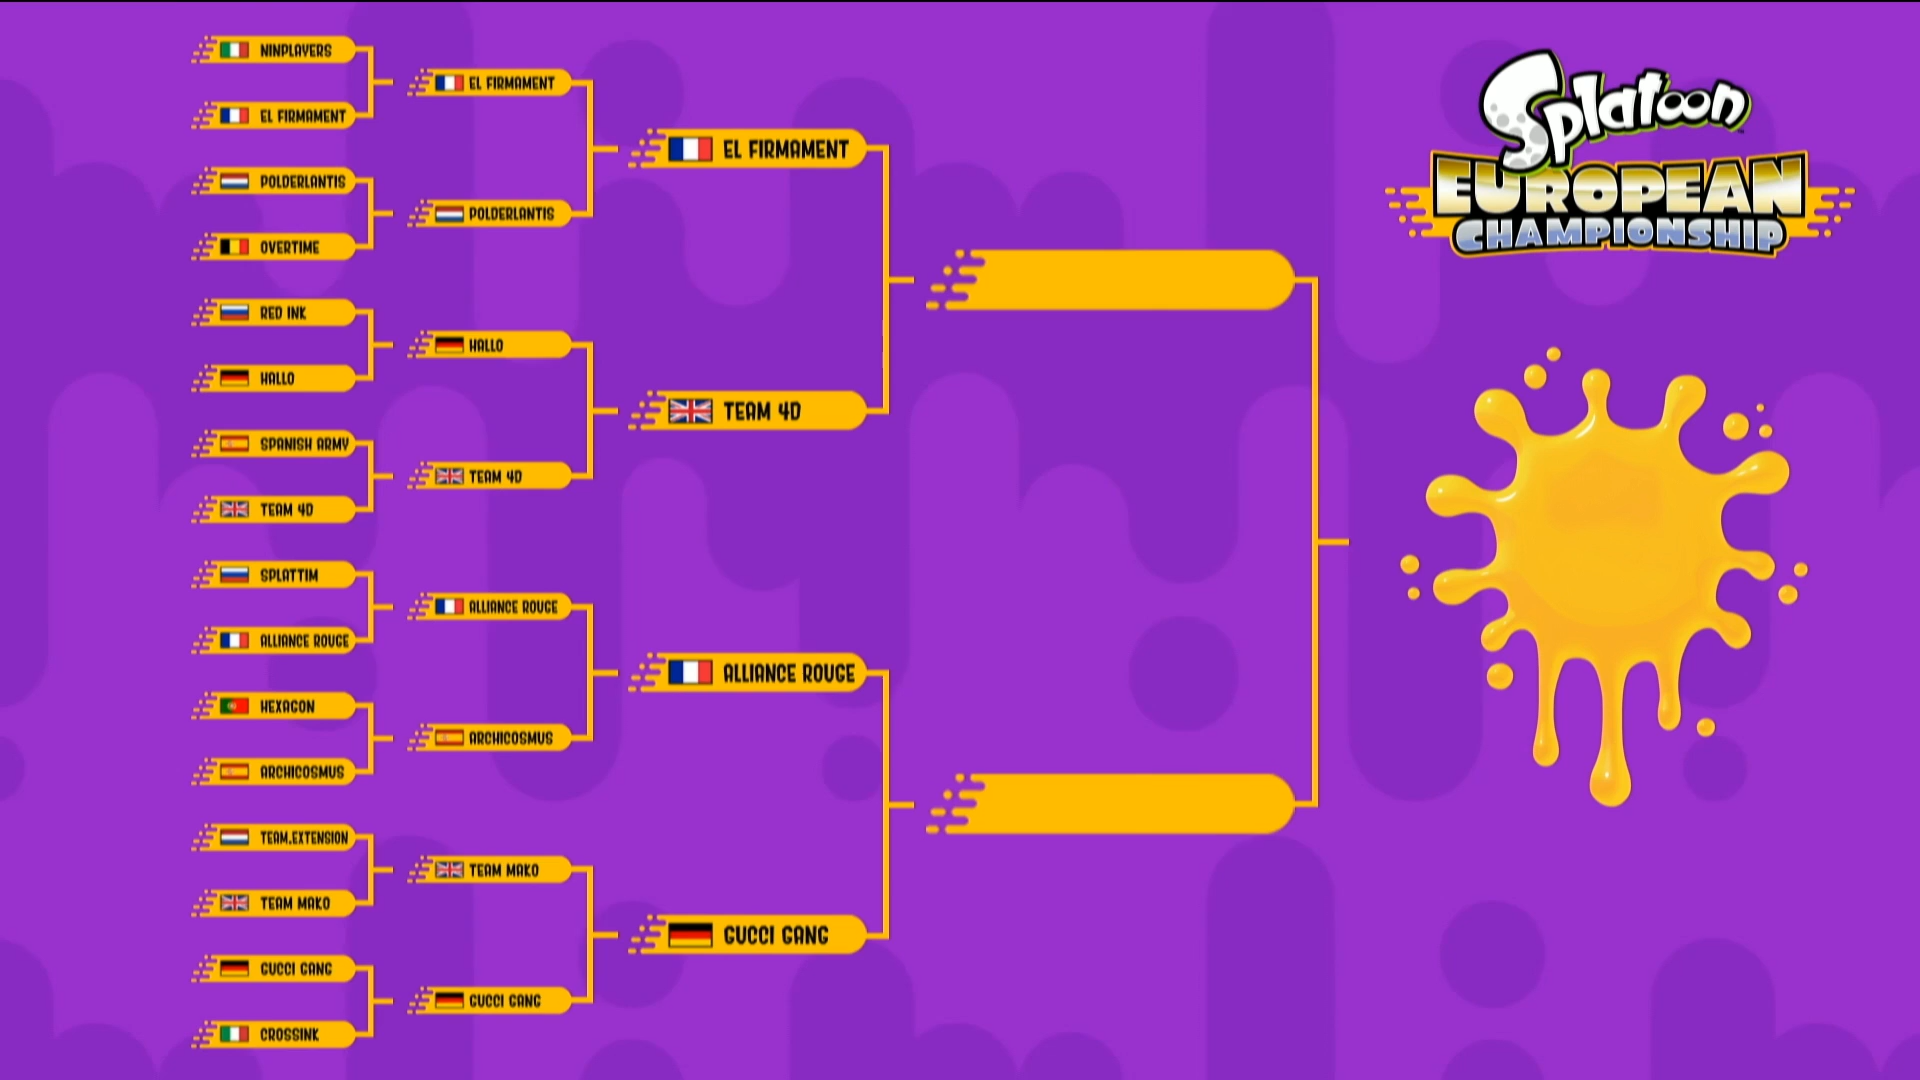 NINPLAYERS
EL FIRMAMENT
POLDERLANTIS
OVERTIME
RED INK
HALLO
SPANISH ARMY
TEAM 4D
SPLATTIM
ALLIANCE ROUGE
HEXAGON
ARCHICOSMUS
TEAM.EXTENSION
TEAM MAKO
GUCCI GANG
CROSSINK
EL FIRMAMENT
POLDERLANTIS
HALLO
TEAM 4D
ALLIANCE ROUGE
ARCHICOSMUS
TEAM MAKO
GUCCI GANG
EL FIRMAMENT
TEAM 4D
ALLIANCE ROUGE
GUCCI GANG
Splatoon
EUROPEAN
CHAMPIONSHIP